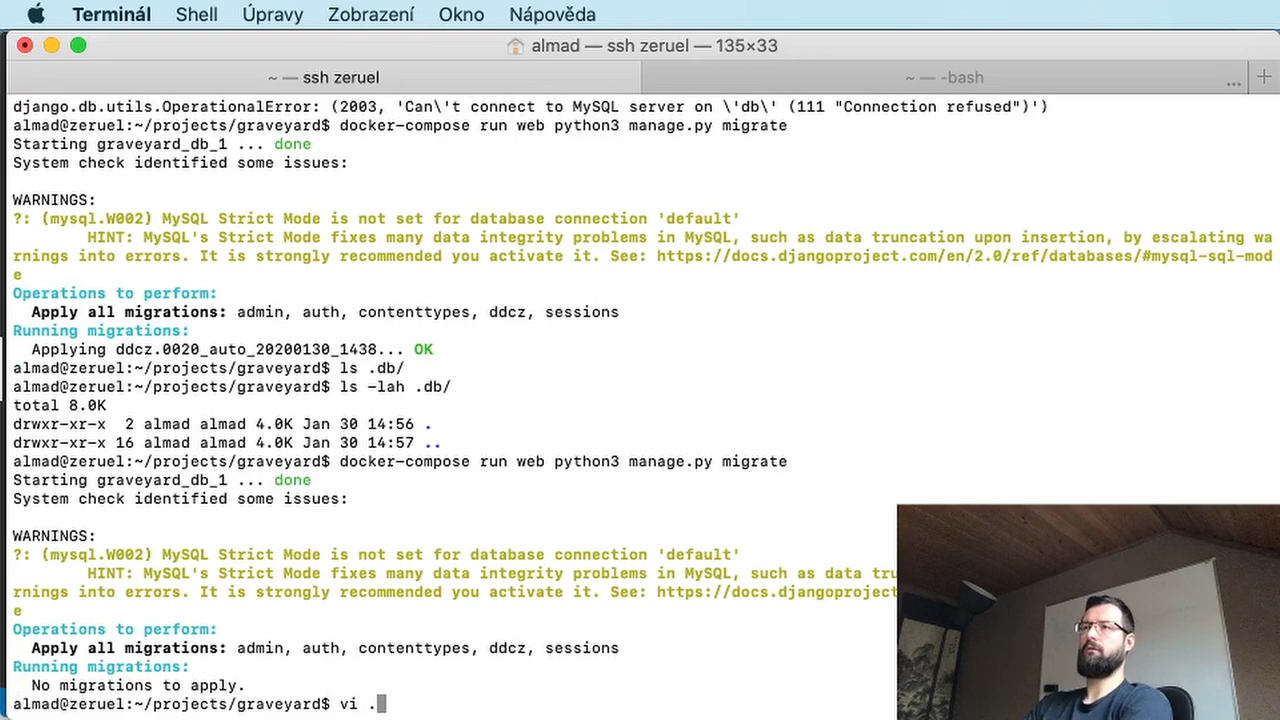 Terminál Shell Úpravy Zobrazení Okno Nápověda
almad — ssh zeruel — 135×33
~ — ssh zeruel
~ — -bash
...
+
django.db.utils.OperationalError: (2003, 'Can\'t connect to MySQL server on \'db\' (111 "Connection refused")')
almad@zeruel:~/projects/graveyard$ docker-compose run web python3 manage.py migrate
Starting graveyard_db_1 ... done
System check identified some issues:
WARNINGS:
?: (mysql.W002) MySQL Strict Mode is not set for database connection 'default'
HINT: MySQL's Strict Mode fixes many data integrity problems in MySQL, such as data truncation upon insertion, by escalating wa
rnings into errors. It is strongly recommended you activate it. See: https://docs.djangoproject.com/en/2.0/ref/databases/#mysql-sql-mod
e
Operations to perform:
Apply all migrations: admin, auth, contenttypes, ddcz, sessions
Running migrations:
Applying ddcz.0020_auto_20200130_1438... OK
almad@zeruel:~/projects/graveyard$ ls .db/
almad@zeruel:~/projects/graveyard$ ls -lah .db/
total 8.0K
drwxr-xr-x  2 almad almad 4.0K Jan 30 14:56 .
drwxr-xr-x 16 almad almad 4.0K Jan 30 14:57 ..
almad@zeruel:~/projects/graveyard$ docker-compose run web python3 manage.py migrate
Starting graveyard_db_1 ... done
System check identified some issues:
WARNINGS:
?: (mysql.W002) MySQL Strict Mode is not set for database connection 'default'
HINT: MySQL's Strict Mode fixes many data integrity problems in MySQL, such as data tru
rnings into errors. It is strongly recommended you activate it. See: https://docs.djangoproject
e
Operations to perform:
Apply all migrations: admin, auth, contenttypes, ddcz, sessions
Running migrations:
No migrations to apply.
almad@zeruel:~/projects/graveyard$ vi .